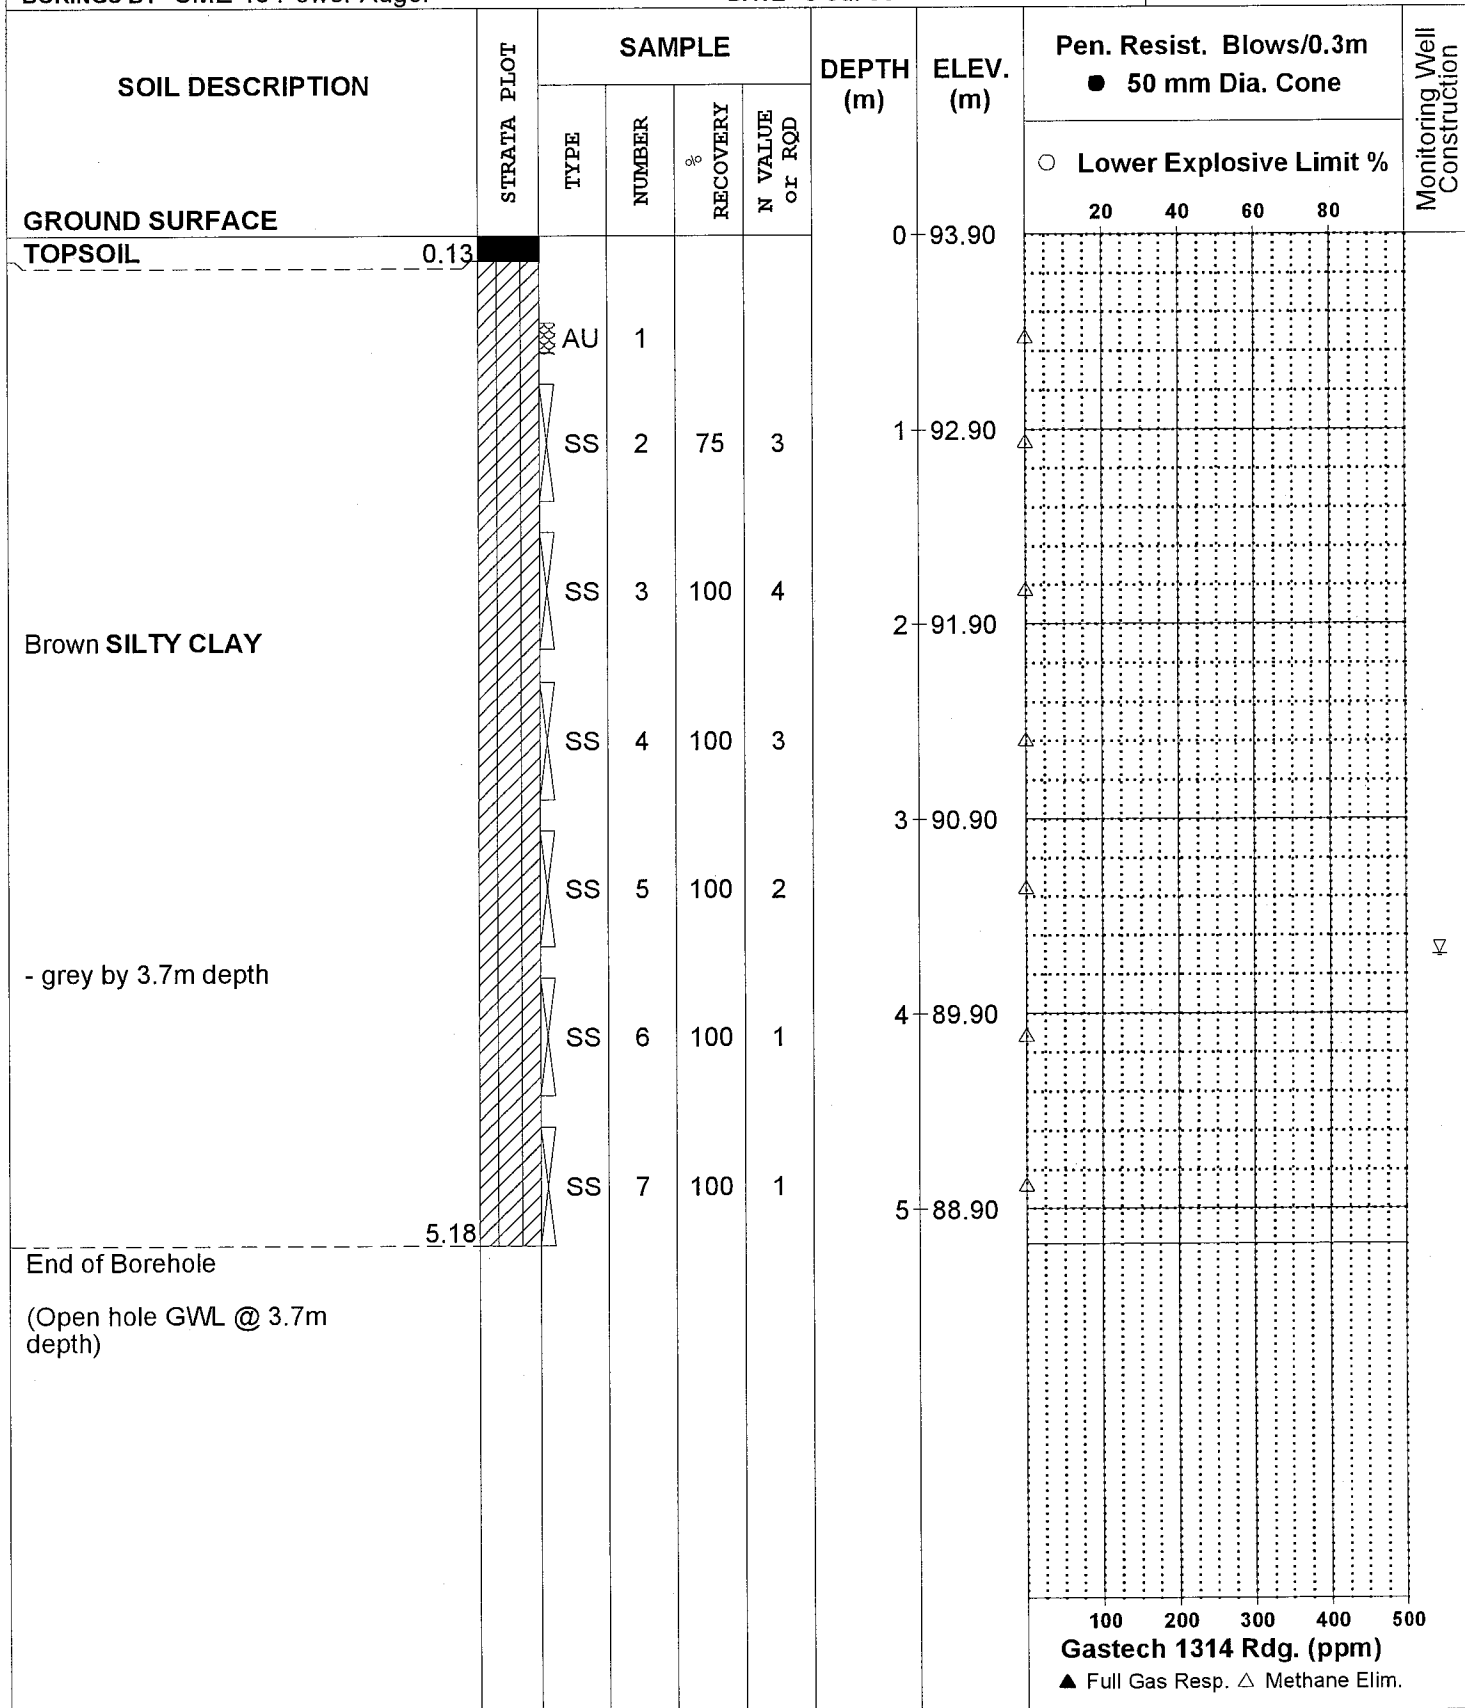 SOIL DESCRIPTION
GROUND SURFACE
STRATA PLOT
SAMPLE
TYPE
NUMBER
% RECOVERY
N VALUE
or RQD
DEPTH
(m)
ELEV.
(m)
Pen. Resist. Blows/0.3m
● 50 mm Dia. Cone
○ Lower Explosive Limit %
20 40 60 80
Monitoring Well
Construction
TOPSOIL 0.13
0 93.90
AU 1
SS 2 75 3
1 92.90
SS 3 100 4
2 91.90
Brown SILTY CLAY
SS 4 100 3
3 90.90
SS 5 100 2
- grey by 3.7m depth
4 89.90
SS 6 100 1
SS 7 100 1
5 88.90
5.18
End of Borehole
(Open hole GWL @ 3.7m
depth)
100 200 300 400 500
Gastech 1314 Rdg. (ppm)
▲ Full Gas Resp. △ Methane Elim.